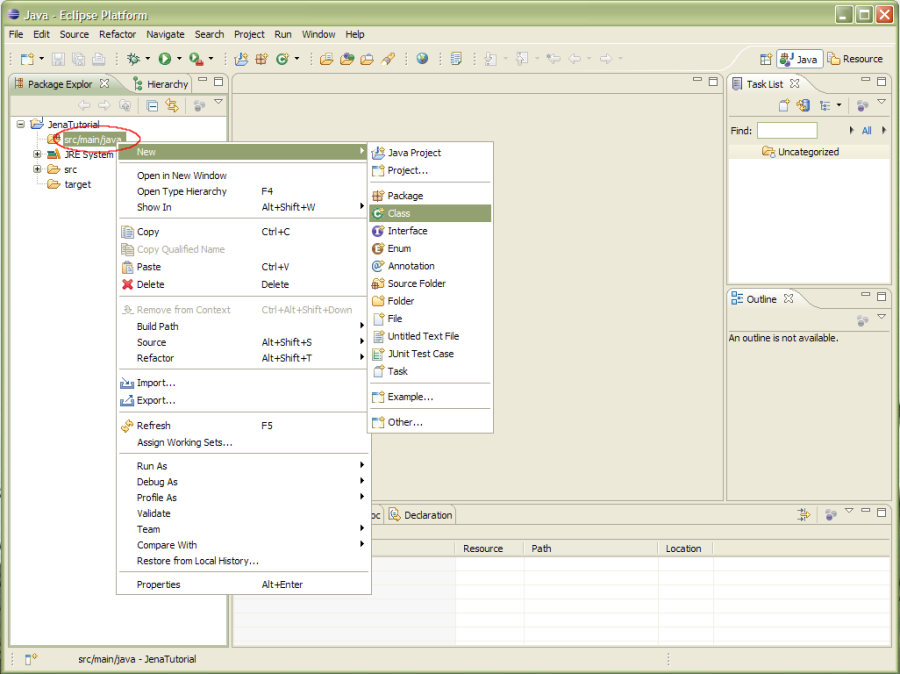 Java - Eclipse Platform
File Edit Source Refactor Navigate Search Project Run Window Help
Java Resource
Package Explor Hierarchy
JenaTutorial
src/main/java
JRE System
src
target
New
Open in New Window
Open Type Hierarchy F4
Show In Alt+Shift+W
Copy Ctrl+C
Copy Qualified Name
Paste Ctrl+V
Delete Delete
Remove from Context Ctrl+Alt+Shift+Down
Build Path
Source Alt+Shift+S
Refactor Alt+Shift+T
Import...
Export...
Refresh F5
Assign Working Sets...
Run As
Debug As
Profile As
Validate
Team
Compare With
Restore from Local History...
Properties Alt+Enter
Java Project
Project...
Package
Class
Interface
Enum
Annotation
Source Folder
Folder
File
Untitled Text File
JUnit Test Case
Task
Example...
Other...
Task List
Find: All
Uncategorized
Outline
An outline is not available.
oc Declaration
Resource Path Location
src/main/java - JenaTutorial